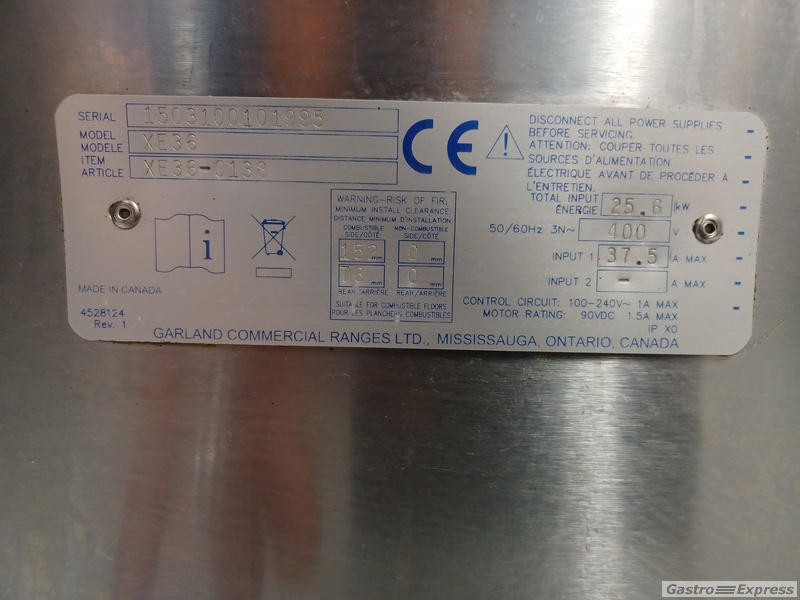 SERIAL 1503100101995
MODEL
MODELE XE36
ITEM
ARTICLE
CE
DISCONNECT ALL POWER SUPPLIES
BEFORE SERVICING.
ATTENTION: COUPER TOUTES LES
SOURCES D'ALIMENTATION
ÉLECTRIQUE AVANT DE PROCÉDER À
L'ENTRETIEN.
TOTAL INPUT
ÉNERGIE 25.6 kW
50/60Hz 3N~ 400 V
INPUT 1 37.5 A MAX
INPUT 2 - A MAX
CONTROL CIRCUIT: 100-240V~ 1A MAX
MOTOR RATING: 90VDC 1.5A MAX
IP X0
WARNING-RISK OF FIR
MINIMUM INSTALL CLEARANCE
DISTANCE MINIMUM D'INSTALLATION
COMBUSTIBLE NON-COMBUSTIBLE
SIDE/CÔTÉ SIDE/CÔTÉ
152 mm 0 mm
76 mm 0 mm
REAR/ARRIÈRE REAR/ARRIÈRE
SUITABLE FOR COMBUSTIBLE FLOORS
POUR LES PLANCHERS COMBUSTIBLES
i
MADE IN CANADA
4528124
Rev. 1
GARLAND COMMERCIAL RANGES LTD., MISSISSAUGA, ONTARIO, CANADA
Gastro Express